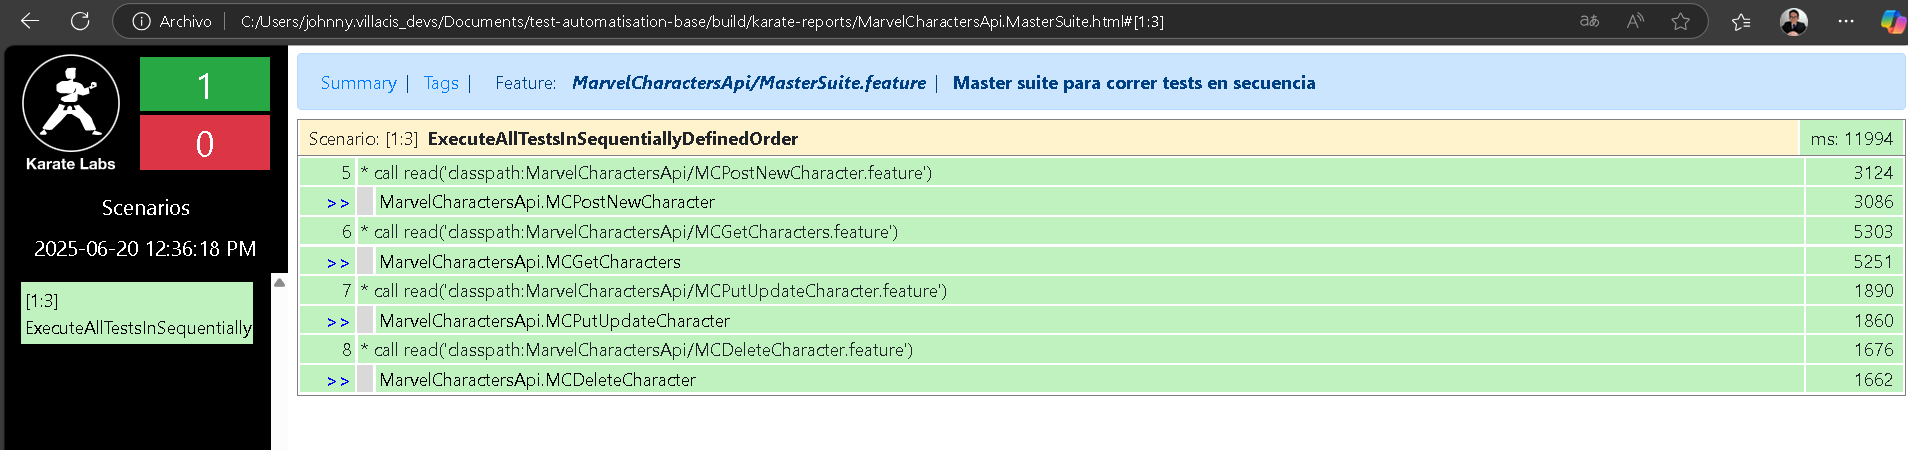 Archivo | C:/Users/johnny.villacis_devs/Documents/test-automatisation-base/build/karate-reports/MarvelCharactersApi.MasterSuite.html#[1:3] aあ A
Karate Labs
1
0
Scenarios
2025-06-20 12:36:18 PM
[1:3]
ExecuteAllTestsInSequentially
Summary | Tags | Feature: MarvelCharactersApi/MasterSuite.feature | Master suite para correr tests en secuencia
Scenario: [1:3] ExecuteAllTestsInSequentiallyDefinedOrder ms: 11994
5 * call read('classpath:MarvelCharactersApi/MCPostNewCharacter.feature') 3124
>> MarvelCharactersApi.MCPostNewCharacter 3086
6 * call read('classpath:MarvelCharactersApi/MCGetCharacters.feature') 5303
>> MarvelCharactersApi.MCGetCharacters 5251
7 * call read('classpath:MarvelCharactersApi/MCPutUpdateCharacter.feature') 1890
>> MarvelCharactersApi.MCPutUpdateCharacter 1860
8 * call read('classpath:MarvelCharactersApi/MCDeleteCharacter.feature') 1676
>> MarvelCharactersApi.MCDeleteCharacter 1662